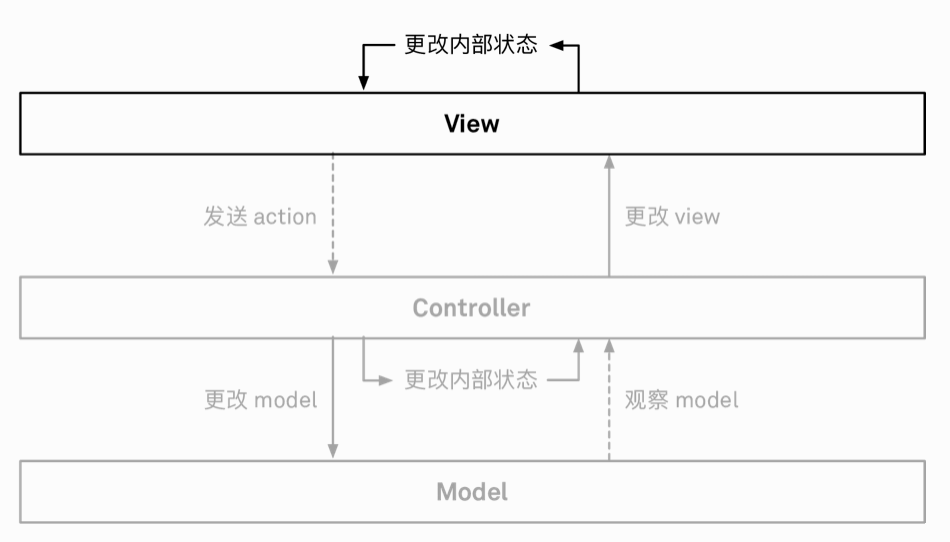 更改内部状态
View
发送 action
更改 view
Controller
更改内部状态
更改 model
观察 model
Model